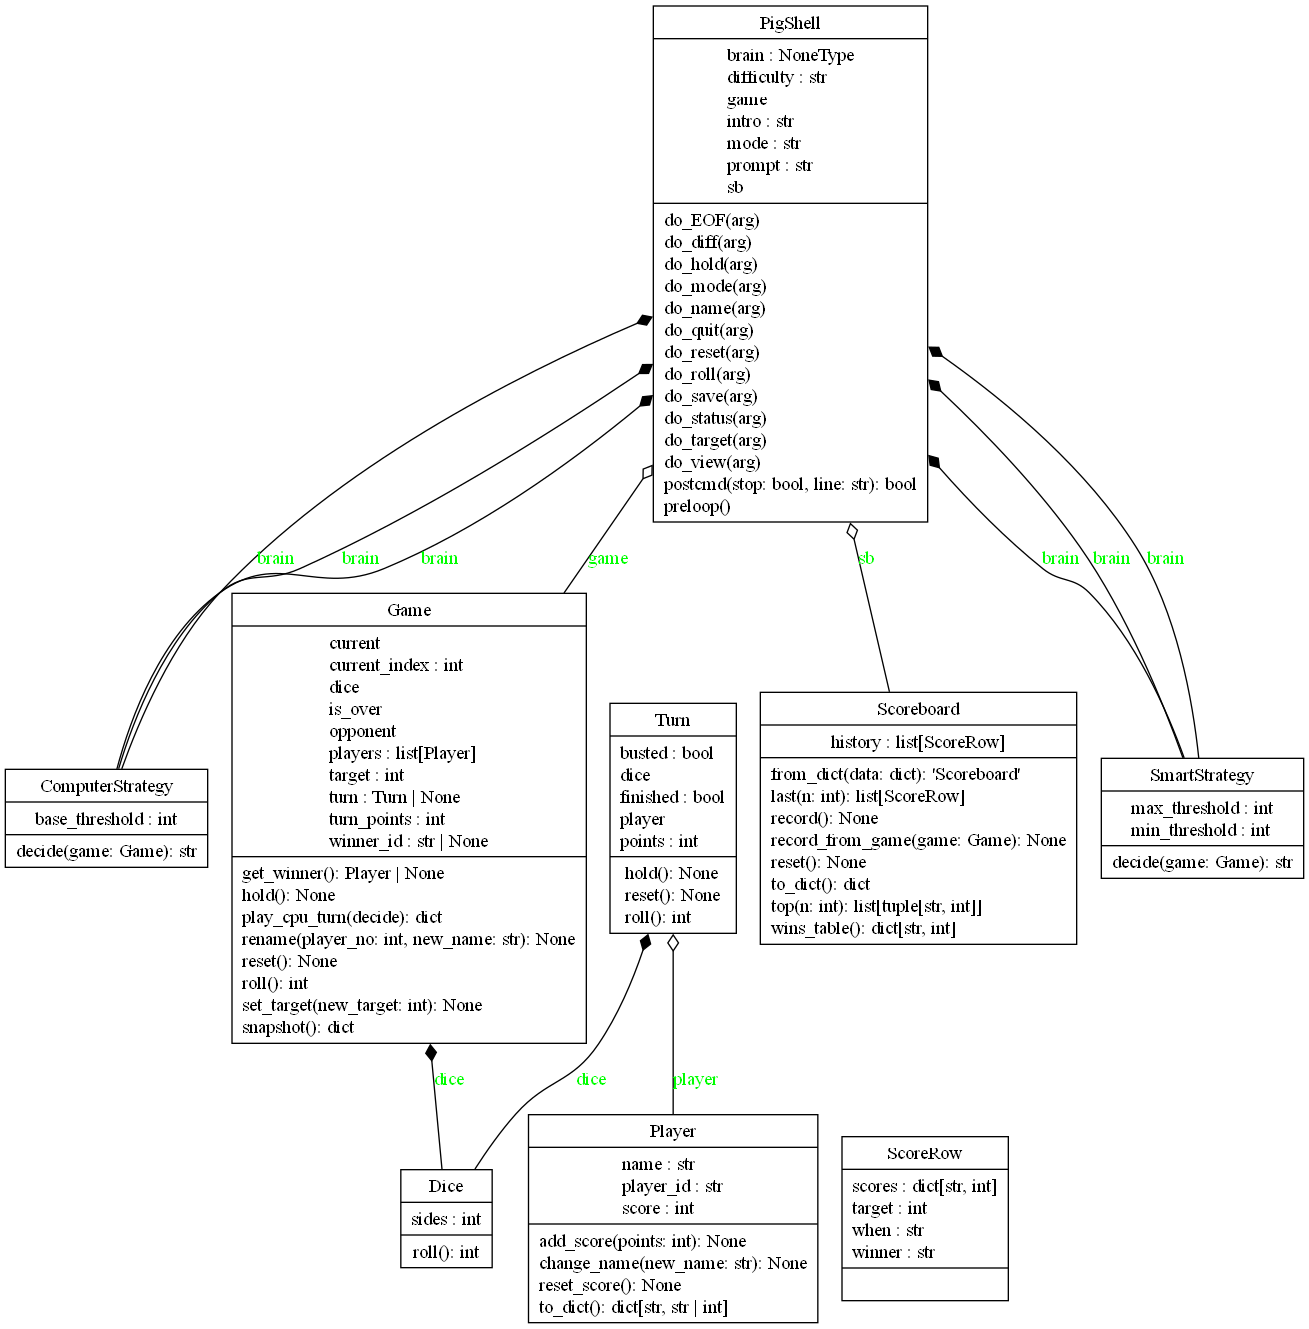 PigShell
brain : NoneType
difficulty : str
game
intro : str
mode : str
prompt : str
sb
do_EOF(arg)
do_diff(arg)
do_hold(arg)
do_mode(arg)
do_name(arg)
do_quit(arg)
do_reset(arg)
do_roll(arg)
do_save(arg)
do_status(arg)
do_target(arg)
do_view(arg)
postcmd(stop: bool, line: str): bool
preloop()
brain
brain
brain
game
sb
brain
brain
brain
Game
current
current_index : int
dice
is_over
opponent
players : list[Player]
target : int
turn : Turn | None
turn_points : int
winner_id : str | None
get_winner(): Player | None
hold(): None
play_cpu_turn(decide): dict
rename(player_no: int, new_name: str): None
reset(): None
roll(): int
set_target(new_target: int): None
snapshot(): dict
Turn
busted : bool
dice
finished : bool
player
points : int
hold(): None
reset(): None
roll(): int
Scoreboard
history : list[ScoreRow]
from_dict(data: dict): 'Scoreboard'
last(n: int): list[ScoreRow]
record(): None
record_from_game(game: Game): None
reset(): None
to_dict(): dict
top(n: int): list[tuple[str, int]]
wins_table(): dict[str, int]
ComputerStrategy
base_threshold : int
decide(game: Game): str
SmartStrategy
max_threshold : int
min_threshold : int
decide(game: Game): str
dice
dice
player
Dice
sides : int
roll(): int
Player
name : str
player_id : str
score : int
add_score(points: int): None
change_name(new_name: str): None
reset_score(): None
to_dict(): dict[str, str | int]
ScoreRow
scores : dict[str, int]
target : int
when : str
winner : str